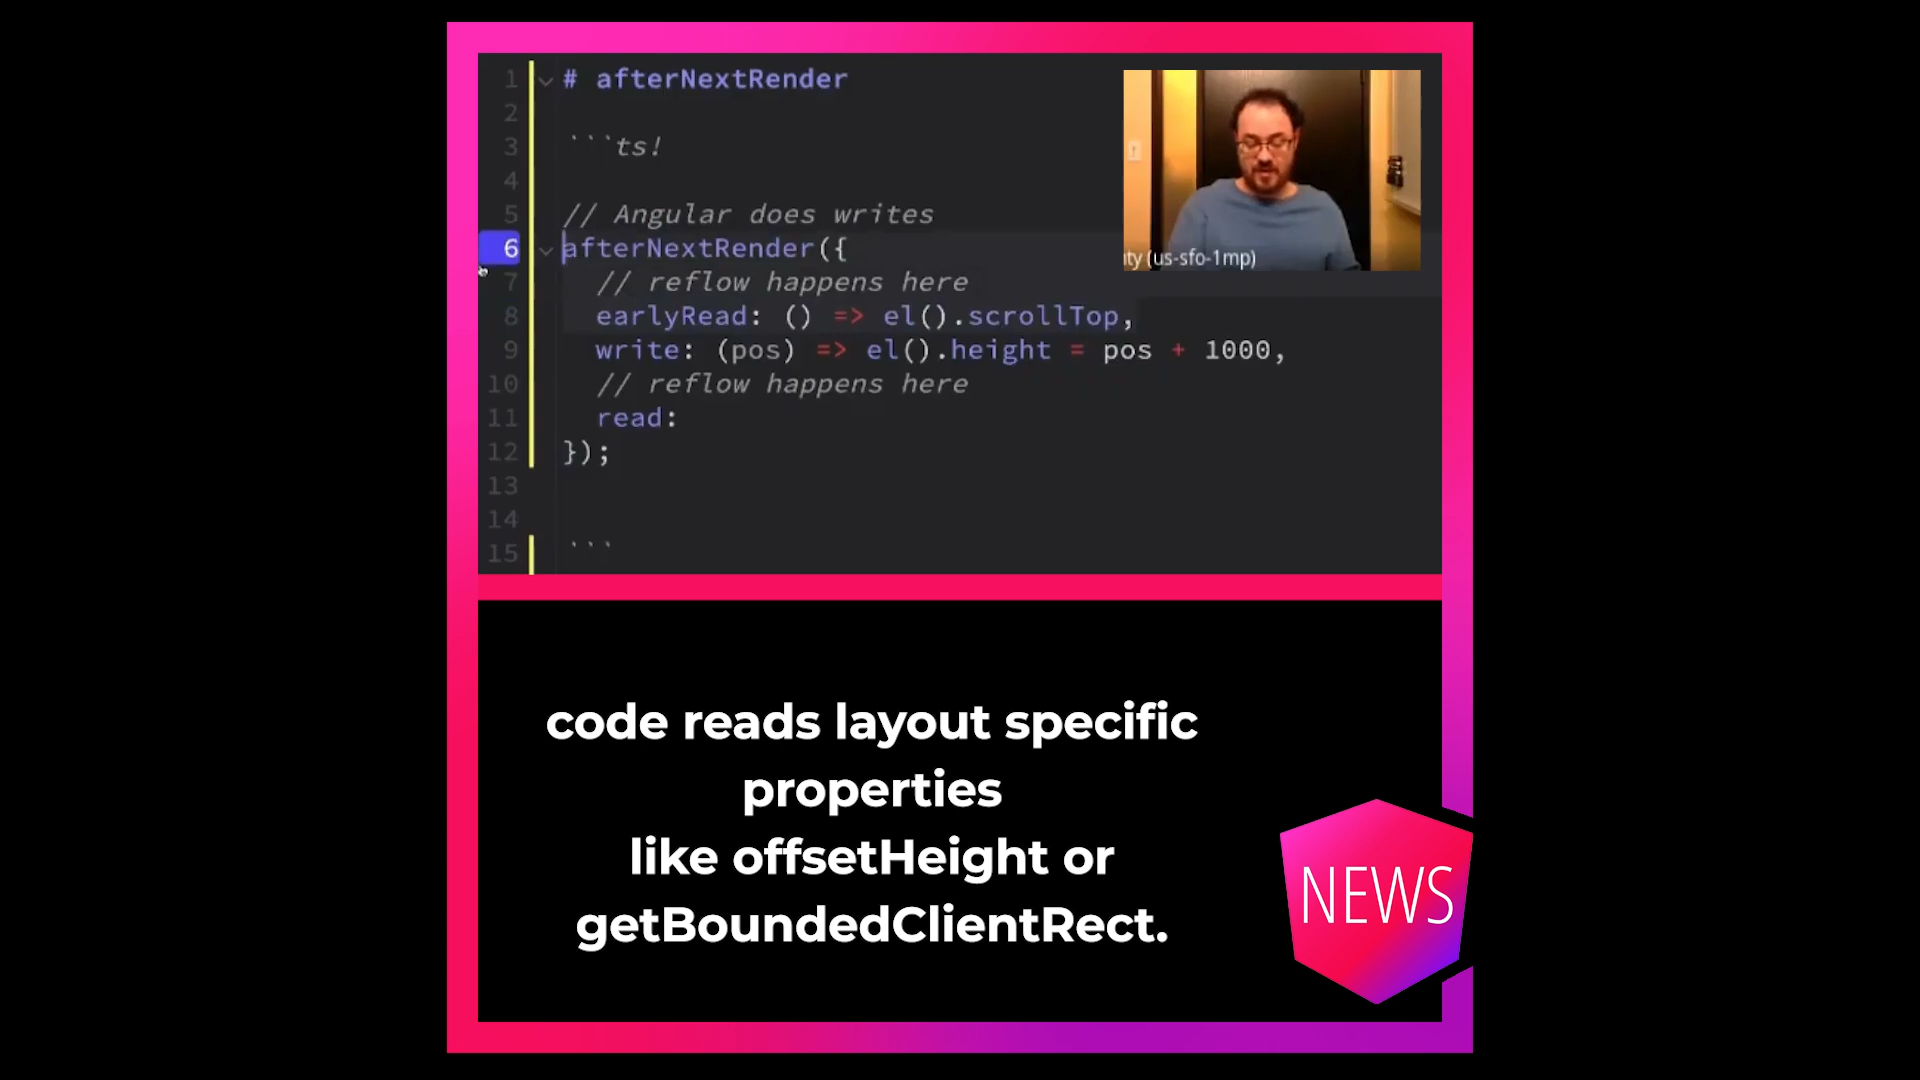 1 # afterNextRender
2
3 ```ts!
4
5 // Angular does writes
6 afterNextRender({
7 // reflow happens here
8 earlyRead: () => el().scrollTop,
9 write: (pos) => el().height = pos + 1000,
10 // reflow happens here
11 read:
12 });
13
14
15 ```
ty (us-sfo-1mp)
code reads layout specific
properties
like offsetHeight or
getBoundedClientRect.
NEWS